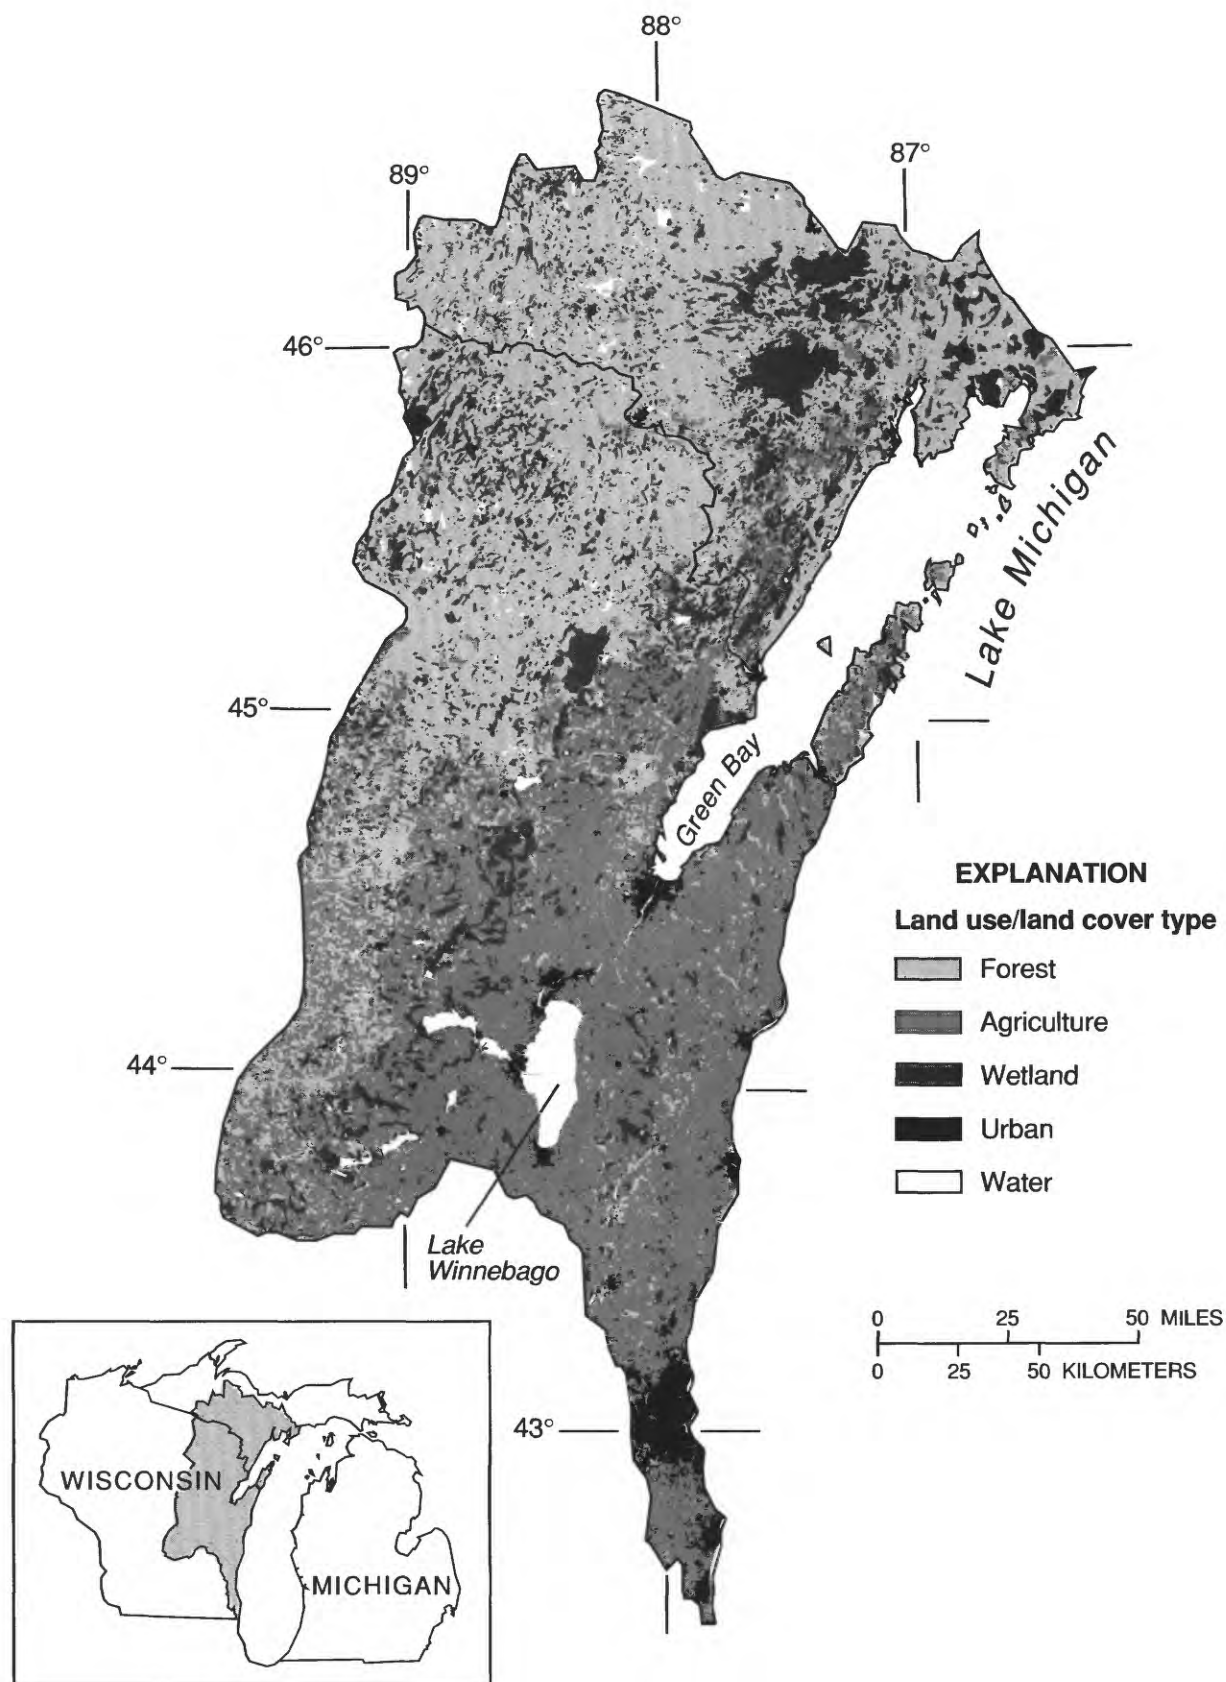 88°
87°
89°
46°
Lake Michigan
45°
Green Bay
EXPLANATION
Land use/land cover type
Forest
Agriculture
Wetland
Urban
Water
44°
Lake
Winnebago
0 25 50 MILES
0 25 50 KILOMETERS
43°
WISCONSIN
MICHIGAN